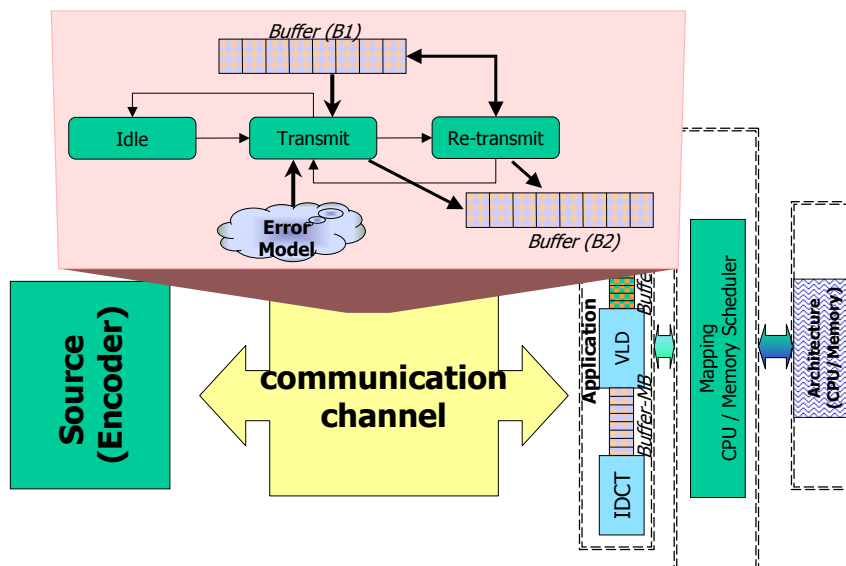 Buffer (B1)
Idle
Transmit
Re-transmit
Error
Model
Buffer (B2)
Source
(Encoder)
communication
channel
Application
Buffer
VLD
Buffer-MB
IDCT
Mapping
CPU / Memory Scheduler
Architecture
(CPU/Memory)